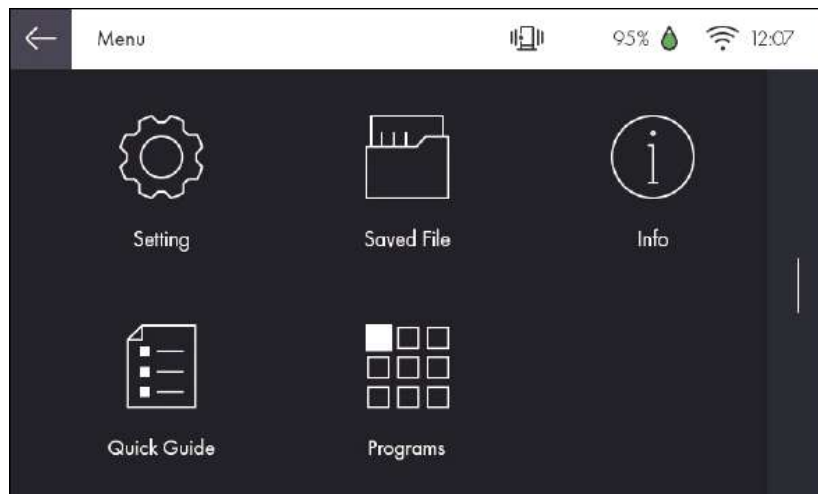 Menu
95%
12:07
Setting
Saved File
Info
Quick Guide
Programs